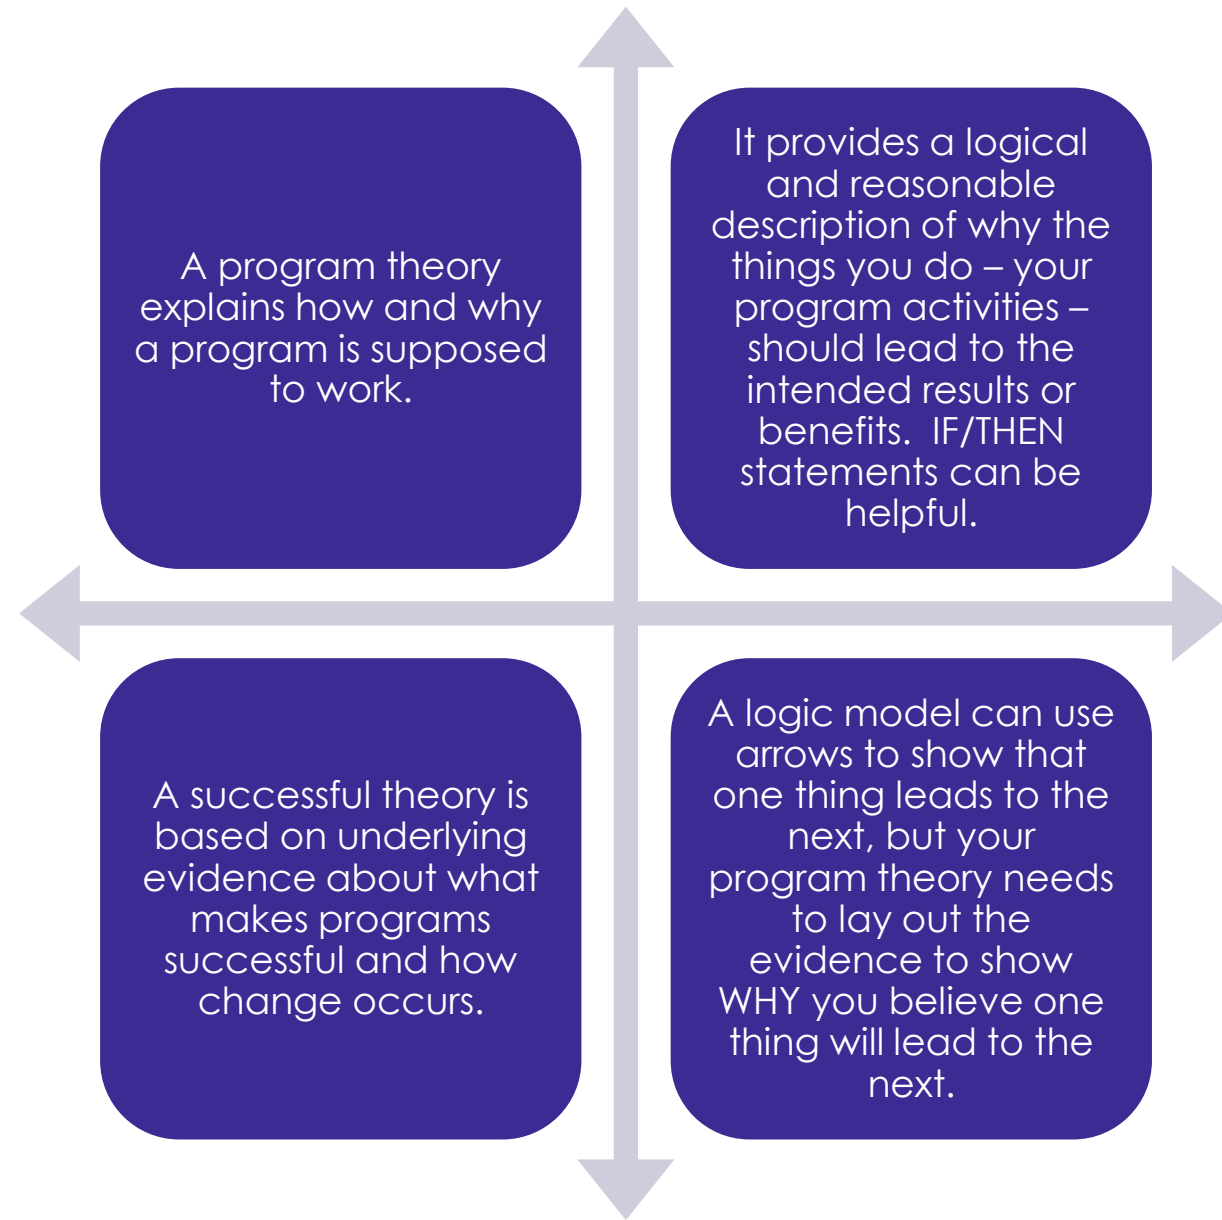 A program theory
explains how and why
a program is supposed
to work.
It provides a logical
and reasonable
description of why the
things you do – your
program activities –
should lead to the
intended results or
benefits.  IF/THEN
statements can be
helpful.
A successful theory is
based on underlying
evidence about what
makes programs
successful and how
change occurs.
A logic model can use
arrows to show that
one thing leads to the
next, but your
program theory needs
to lay out the
evidence to show
WHY you believe one
thing will lead to the
next.